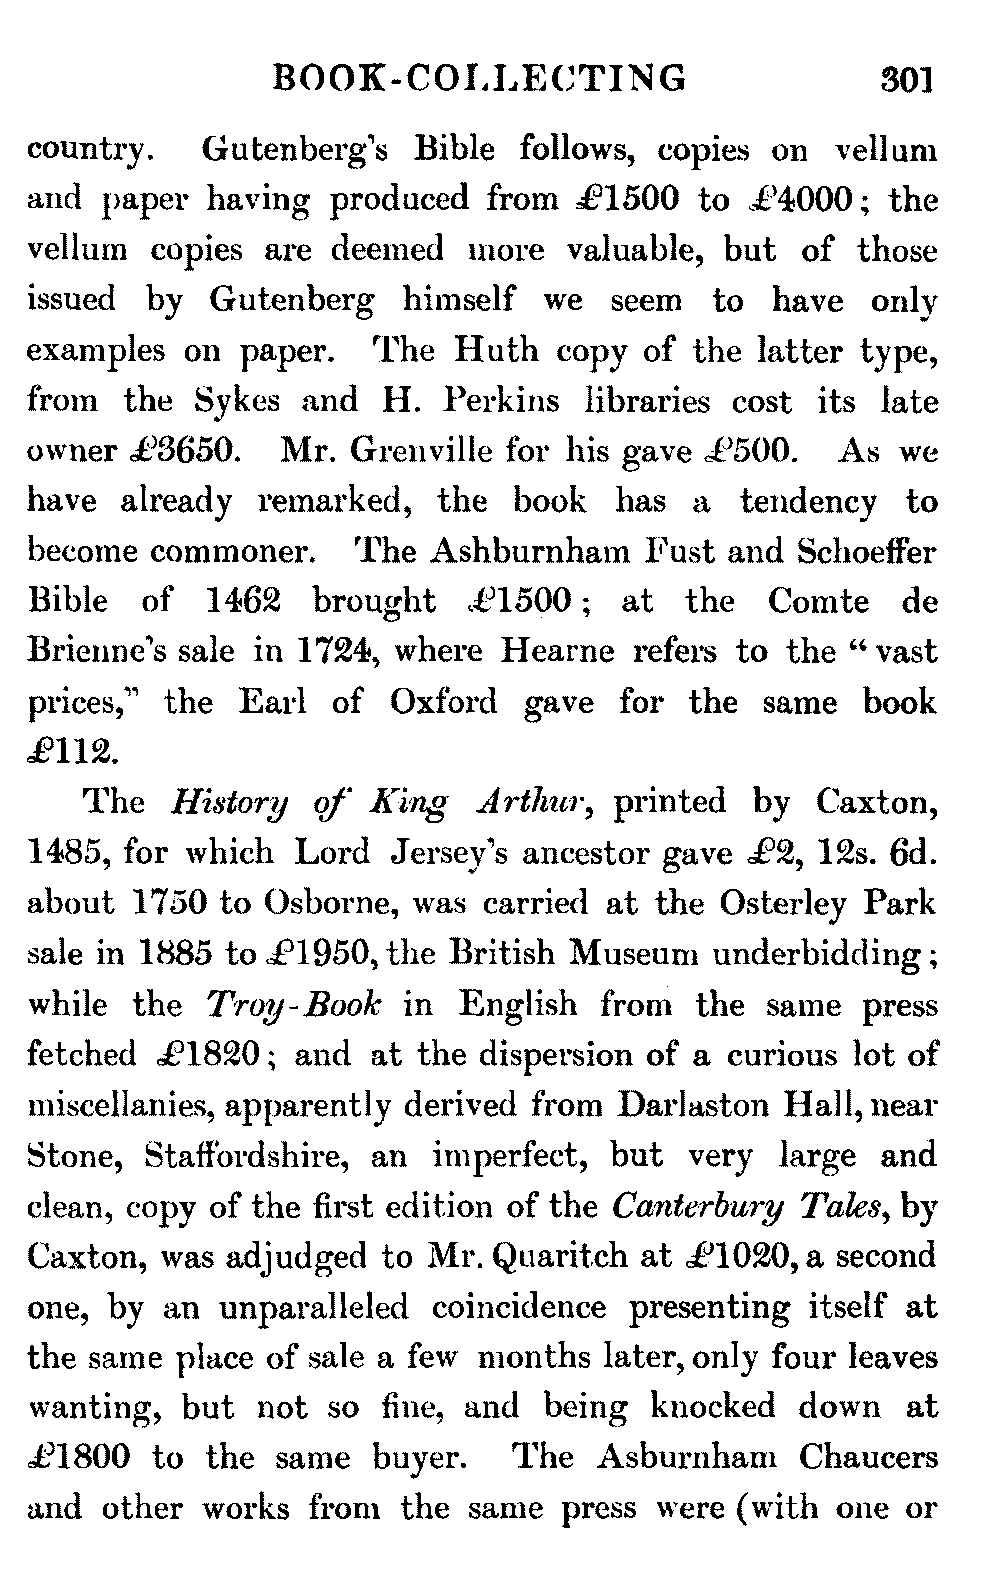 BOOK-COLLECTING 301
country. Gutenberg's Bible follows, copies on vellum
and paper having produced from £1500 to £4000; the
vellum copies are deemed more valuable, but of those
issued by Gutenberg himself we seem to have only
examples on paper. The Huth copy of the latter type,
from the Sykes and H. Perkins libraries cost its late
owner £3650. Mr. Grenville for his gave £500. As we
have already remarked, the book has a tendency to
become commoner. The Ashburnham Fust and Schoeffer
Bible of 1462 brought £1500; at the Comte de
Brienne's sale in 1724, where Hearne refers to the "vast
prices," the Earl of Oxford gave for the same book
£112.
The History of King Arthur, printed by Caxton,
1485, for which Lord Jersey's ancestor gave £2, 12s. 6d.
about 1750 to Osborne, was carried at the Osterley Park
sale in 1885 to £1950, the British Museum underbidding;
while the Troy-Book in English from the same press
fetched £1820; and at the dispersion of a curious lot of
miscellanies, apparently derived from Darlaston Hall, near
Stone, Staffordshire, an imperfect, but very large and
clean, copy of the first edition of the Canterbury Tales, by
Caxton, was adjudged to Mr. Quaritch at £1020, a second
one, by an unparalleled coincidence presenting itself at
the same place of sale a few months later, only four leaves
wanting, but not so fine, and being knocked down at
£1800 to the same buyer. The Asburnham Chaucers
and other works from the same press were (with one or